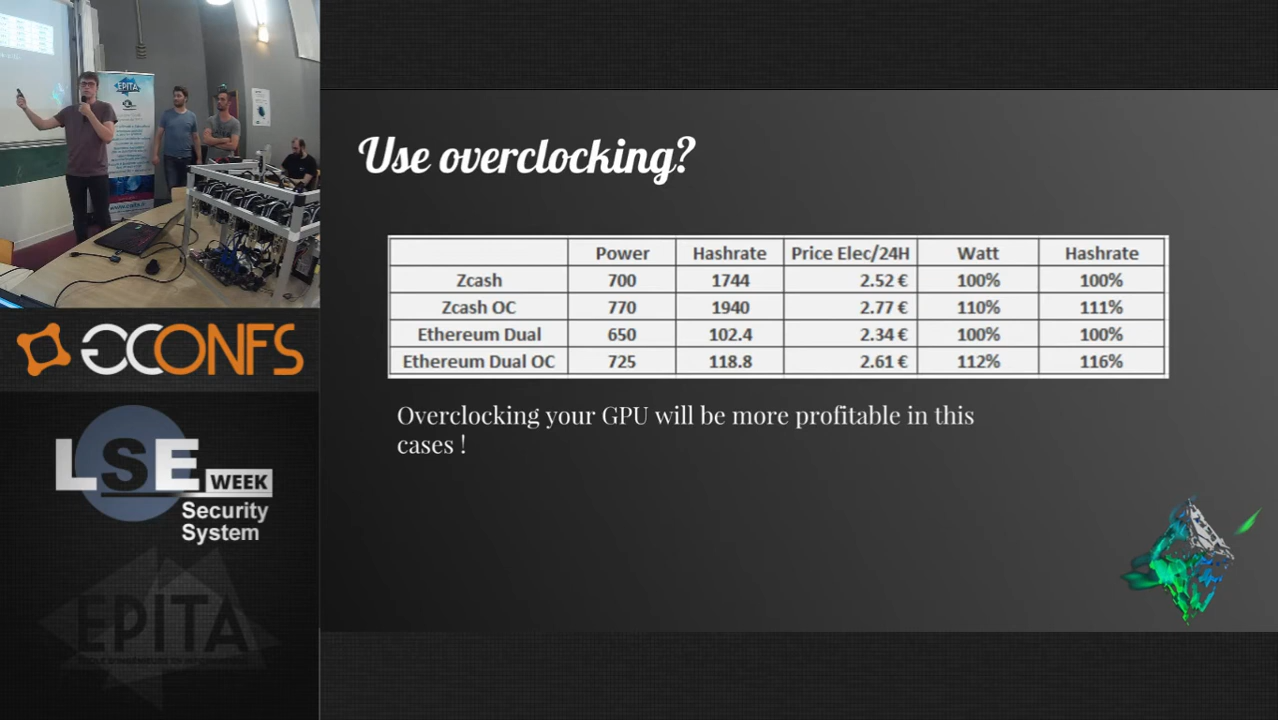 EPITA
GCONFS
LSE
WEEK
Security
System
EPITA
Use overclocking?
Power Hashrate Price Elec/24H Watt Hashrate
Zcash 700 1744 2.52 € 100% 100%
Zcash OC 770 1940 2.77 € 110% 111%
Ethereum Dual 650 102.4 2.34 € 100% 100%
Ethereum Dual OC 725 118.8 2.61 € 112% 116%
Overclocking your GPU will be more profitable in this
cases !